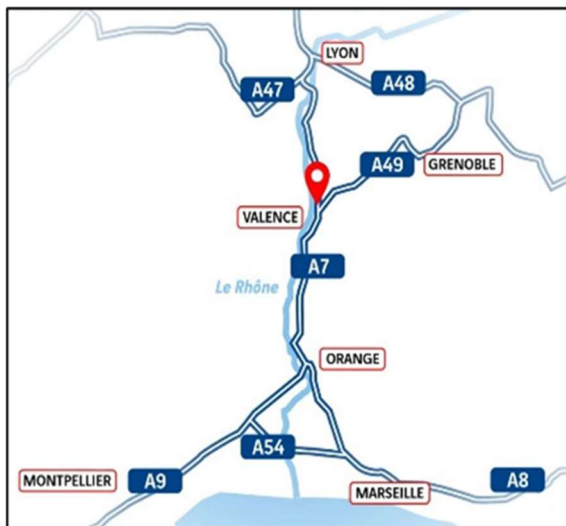 LYON
A47
A48
A49
GRENOBLE
VALENCE
A7
Le Rhône
ORANGE
A54
MONTPELLIER
A9
MARSEILLE
A8